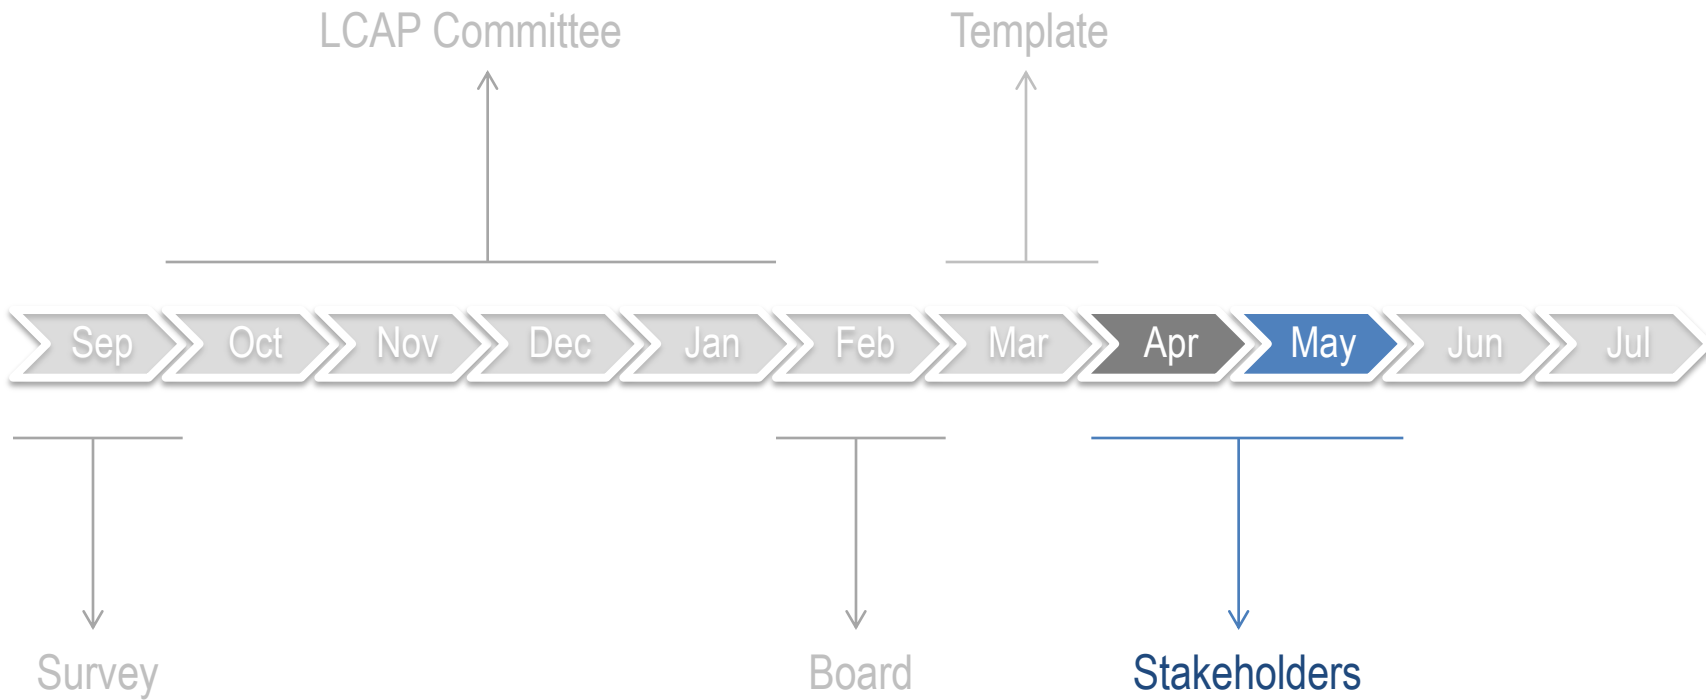 LCAP Committee
Template
Sep
Oct
Nov
Dec
Jan
Feb
Mar
Apr
May
Jun
Jul
Survey
Board
Stakeholders